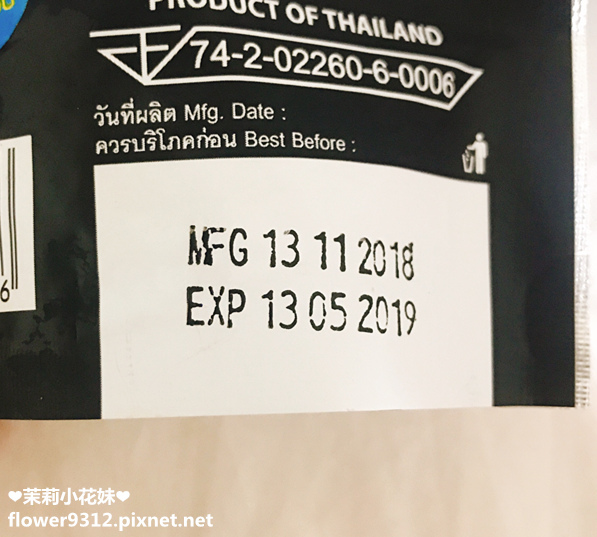 PRODUCT OF THAILAND
74-2-02260-6-0006
วันที่ผลิต Mfg. Date :
ควรบริโภคก่อน Best Before :
MFG 13 11 2018
EXP 13 05 2019
6
❤茉莉小花妹❤
flower9312.pixnet.net